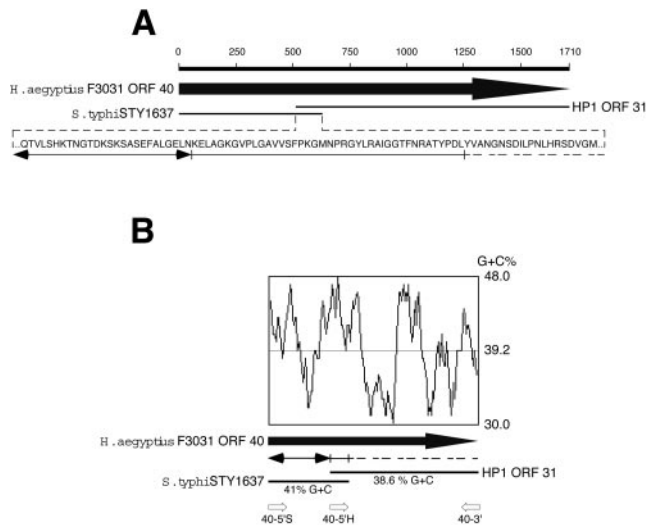 A
0 250 500 750 1000 1250 1500 1710
H.aegyptius F3031 ORF 40
HP1 ORF 31
S.typhi STY1637
..QTVLSHKTNGTDKSKSASEFALGELNKELAGKGVPLGAVVSFPKGMNPRGYLRAIGGTFNRATYPDLYVANGNSDILPNLHRSDVGM..
B
G+C%
48.0
39.2
30.0
H.aegyptius F3031 ORF 40
HP1 ORF 31
S.typhi STY1637
41% G+C 38.6 % G+C
40-5'S 40-5'H 40-3'